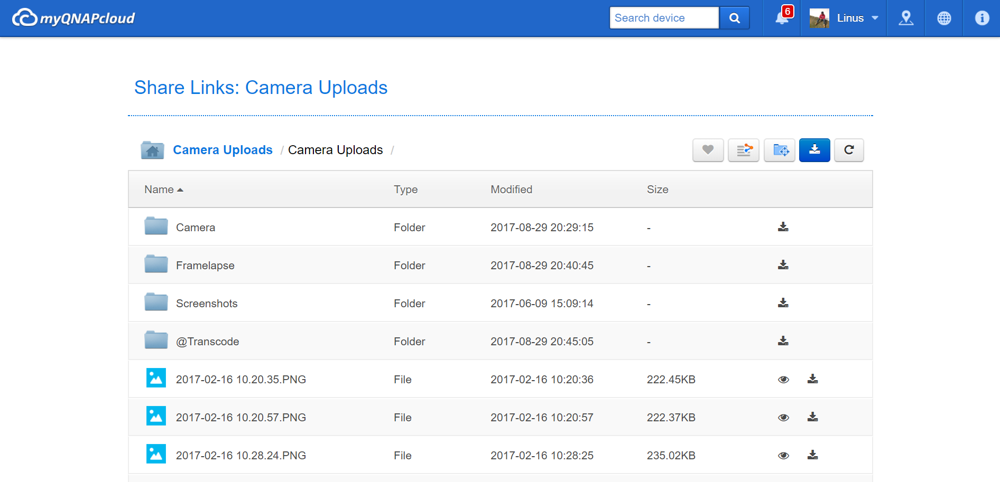 myQNAPcloud Search device 6 Linus
Share Links: Camera Uploads
Camera Uploads / Camera Uploads /
Name Type Modified Size
Camera Folder 2017-08-29 20:29:15 -
Framelapse Folder 2017-08-29 20:40:45 -
Screenshots Folder 2017-06-09 15:09:14 -
@Transcode Folder 2017-08-29 20:45:05 -
2017-02-16 10.20.35.PNG File 2017-02-16 10:20:36 222.45KB
2017-02-16 10.20.57.PNG File 2017-02-16 10:20:57 222.37KB
2017-02-16 10.28.24.PNG File 2017-02-16 10:28:25 235.02KB